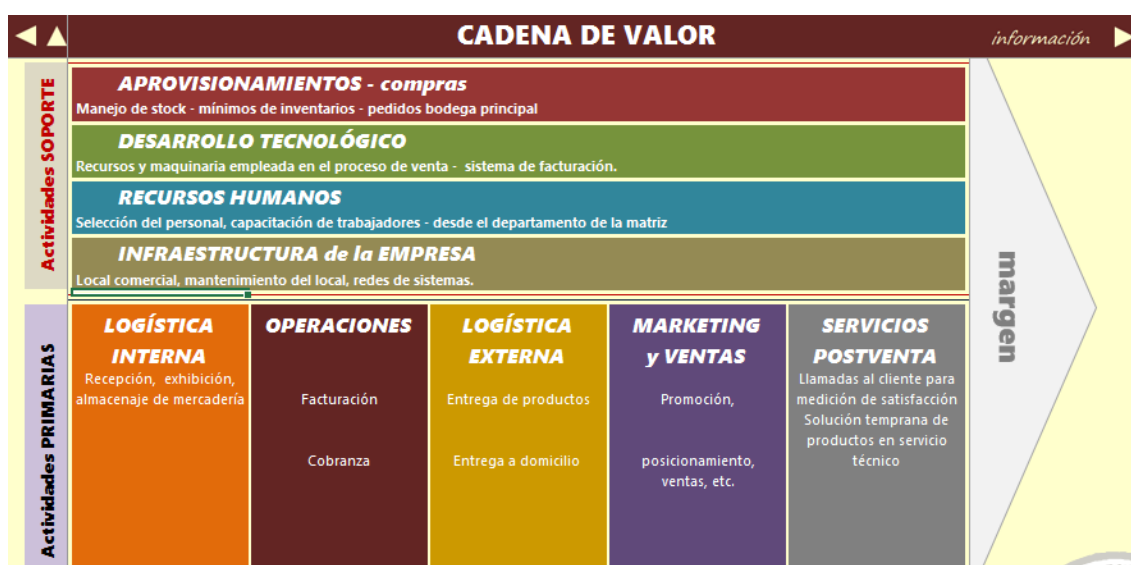 CADENA DE VALOR
información
Actividades SOPORTE
APROVISIONAMIENTOS - compras
Manejo de stock - mínimos de inventarios - pedidos bodega principal
DESARROLLO TECNOLÓGICO
Recursos y maquinaria empleada en el proceso de venta - sistema de facturación.
RECURSOS HUMANOS
Selección del personal, capacitación de trabajadores - desde el departamento de la matriz
INFRAESTRUCTURA de la EMPRESA
Local comercial, mantenimiento del local, redes de sistemas.
Actividades PRIMARIAS
LOGÍSTICA
INTERNA
Recepción, exhibición,
almacenaje de mercadería
OPERACIONES
Facturación
Cobranza
LOGÍSTICA
EXTERNA
Entrega de productos
Entrega a domicilio
MARKETING
y VENTAS
Promoción,
posicionamiento,
ventas, etc.
SERVICIOS
POSTVENTA
Llamadas al cliente para
medición de satisfacción
Solución temprana de
productos en servicio
técnico
margen